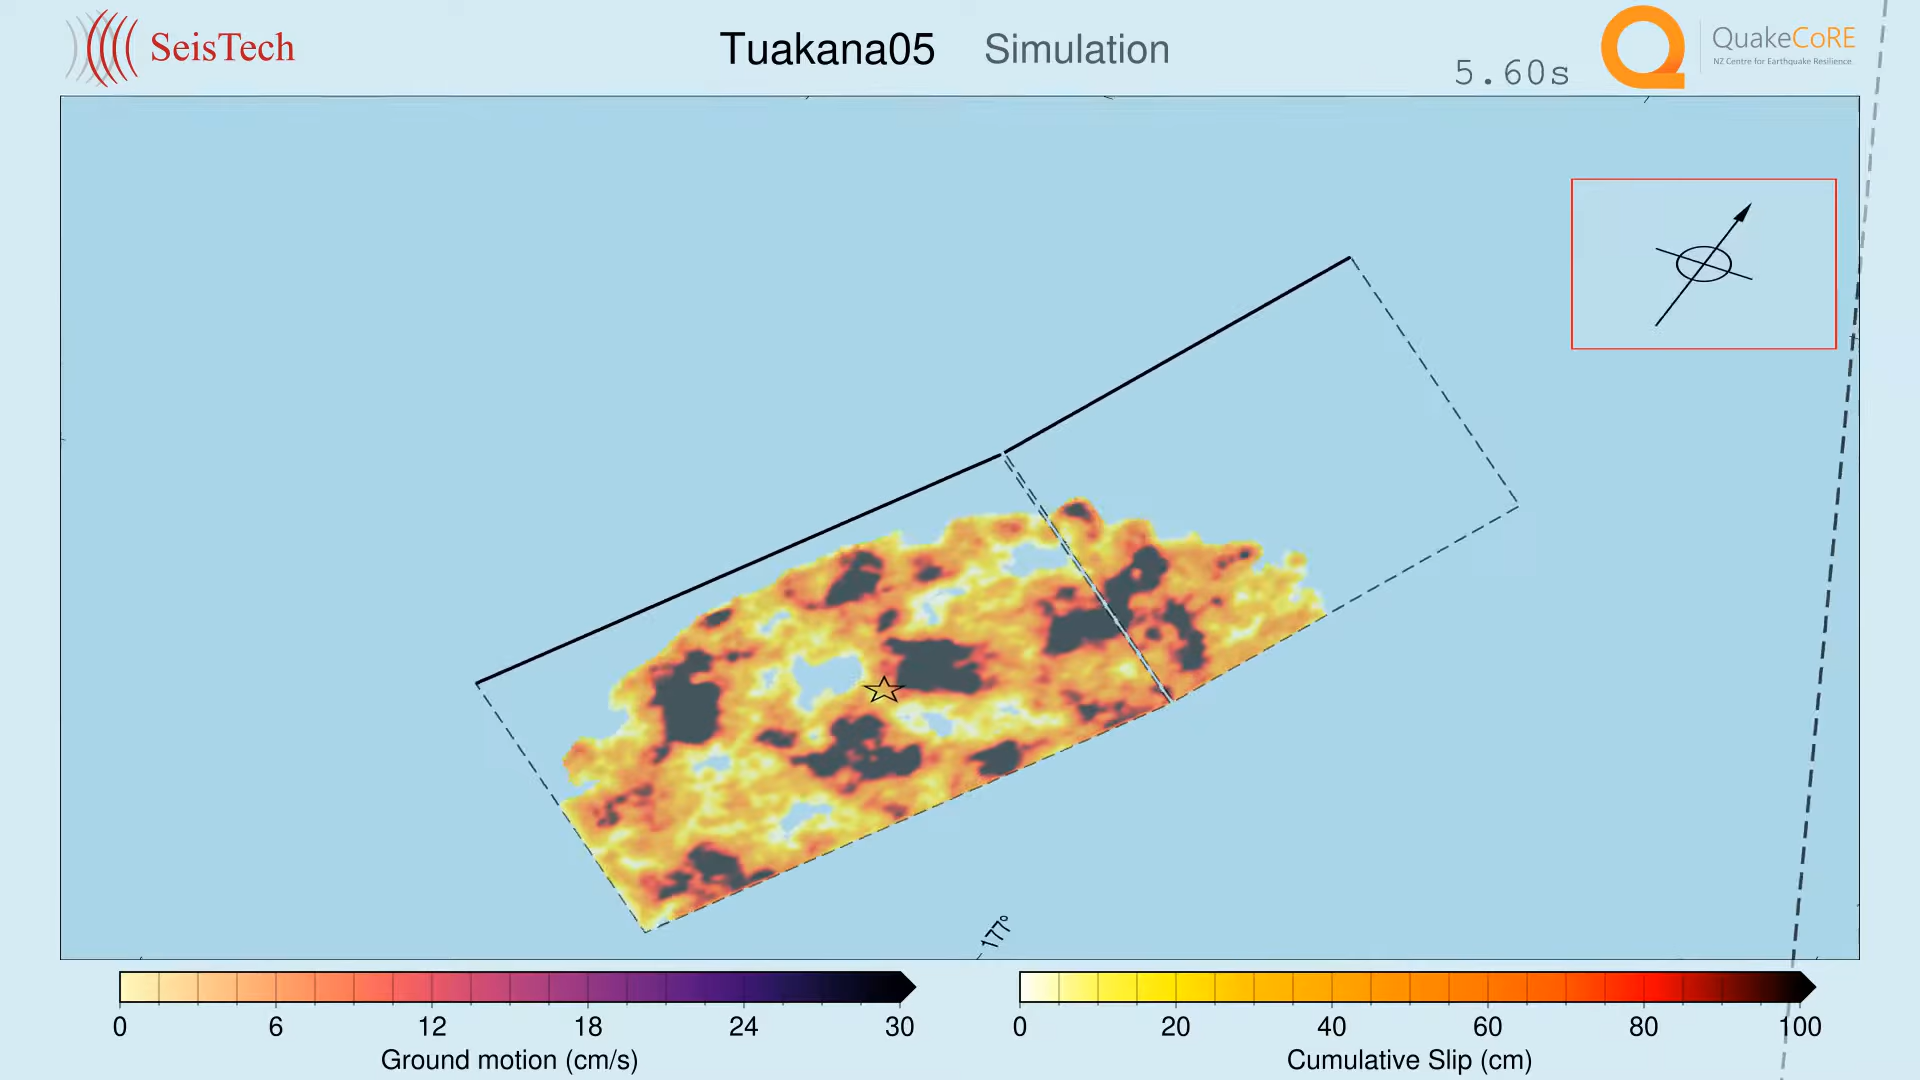 SeisTech
Tuakana05 Simulation
5.60s
QuakeCoRE
NZ Centre for Earthquake Resilience
177°
0 6 12 18 24 30
Ground motion (cm/s)
0 20 40 60 80 100
Cumulative Slip (cm)